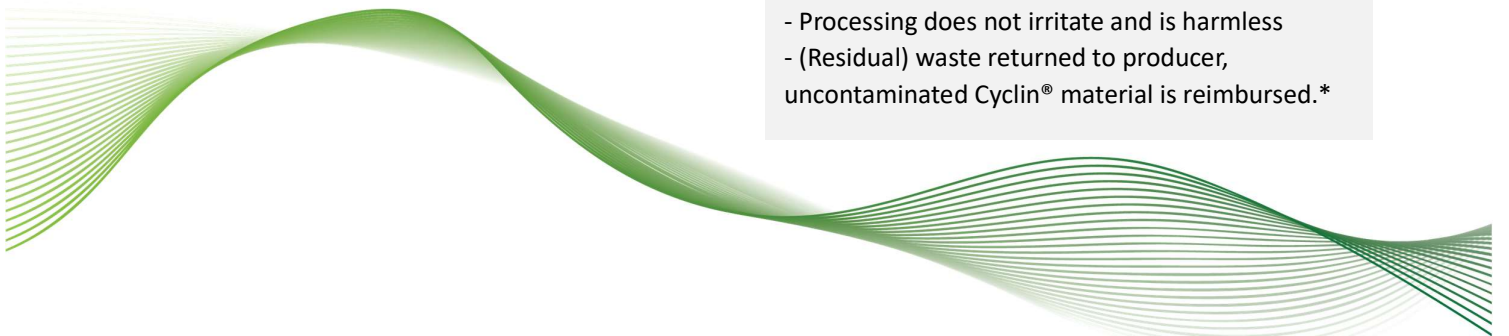 - Processing does not irritate and is harmless
- (Residual) waste returned to producer,
uncontaminated Cyclin® material is reimbursed.*